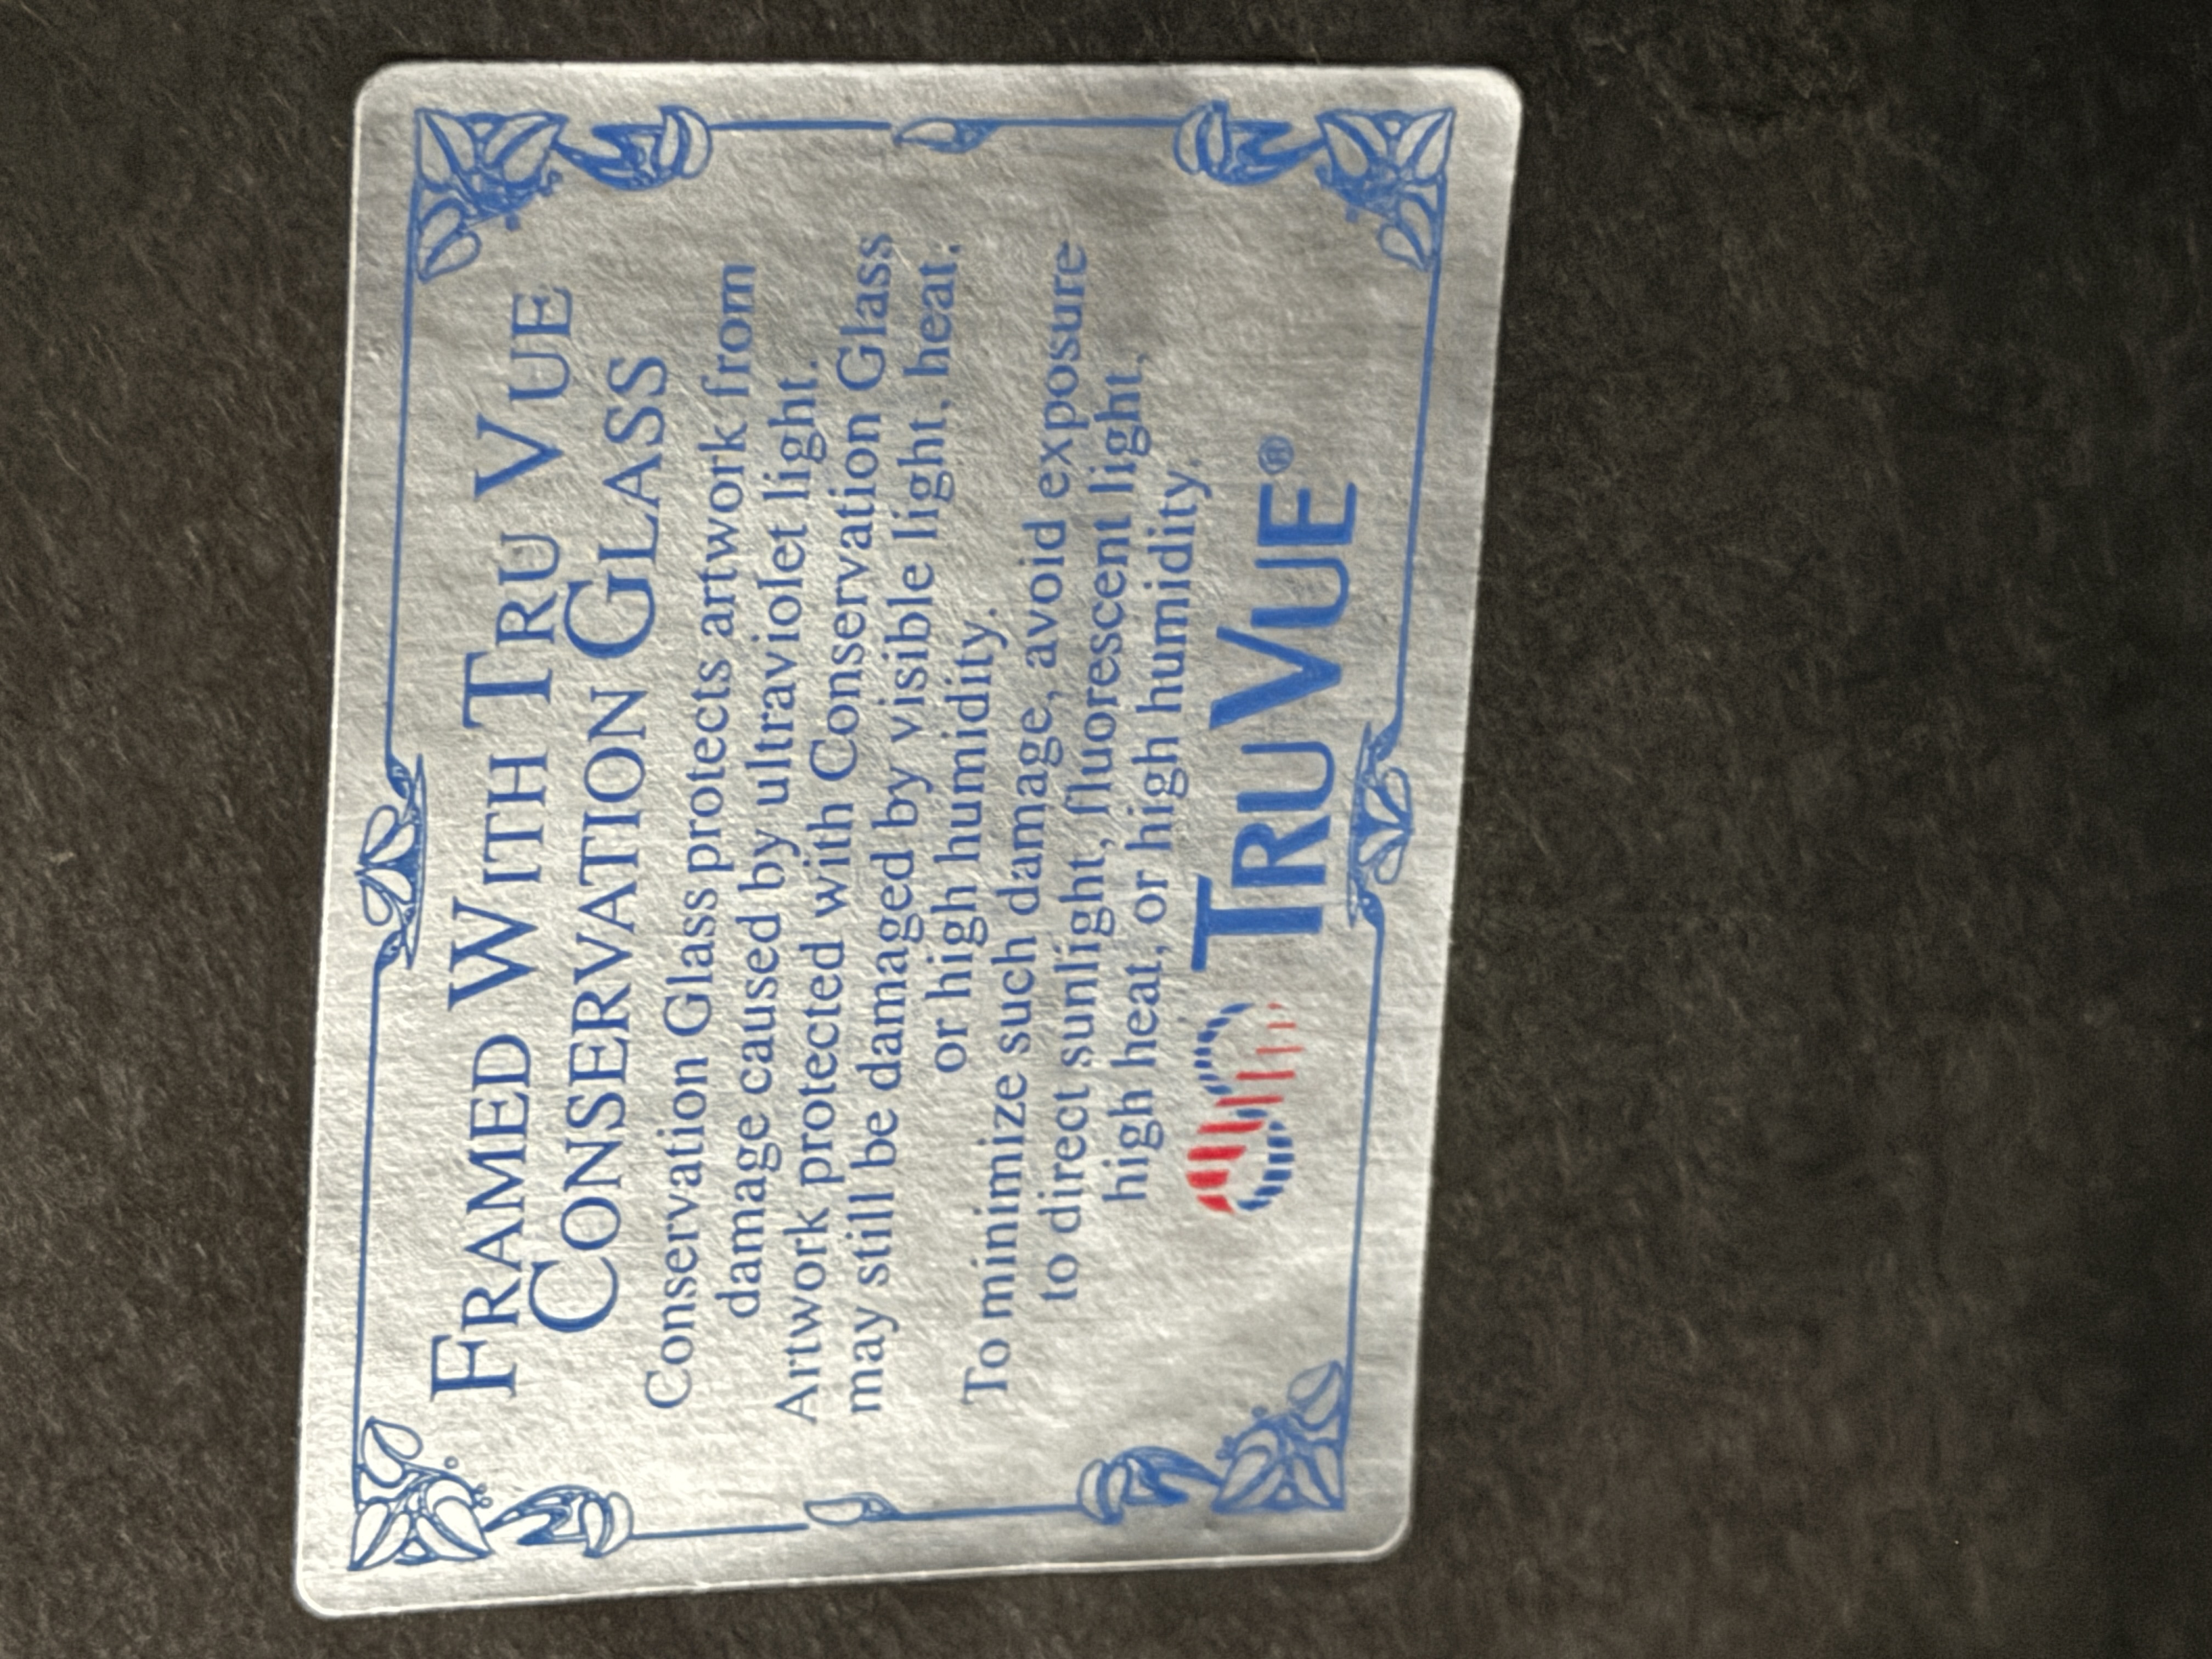 FRAMED WITH TRU VUE
CONSERVATION GLASS
Conservation Glass protects artwork from
damage caused by ultraviolet light.
Artwork protected with Conservation Glass
may still be damaged by visible light, heat,
or high humidity.
To minimize such damage, avoid exposure
to direct sunlight, fluorescent light,
high heat, or high humidity.
TRUVUE®